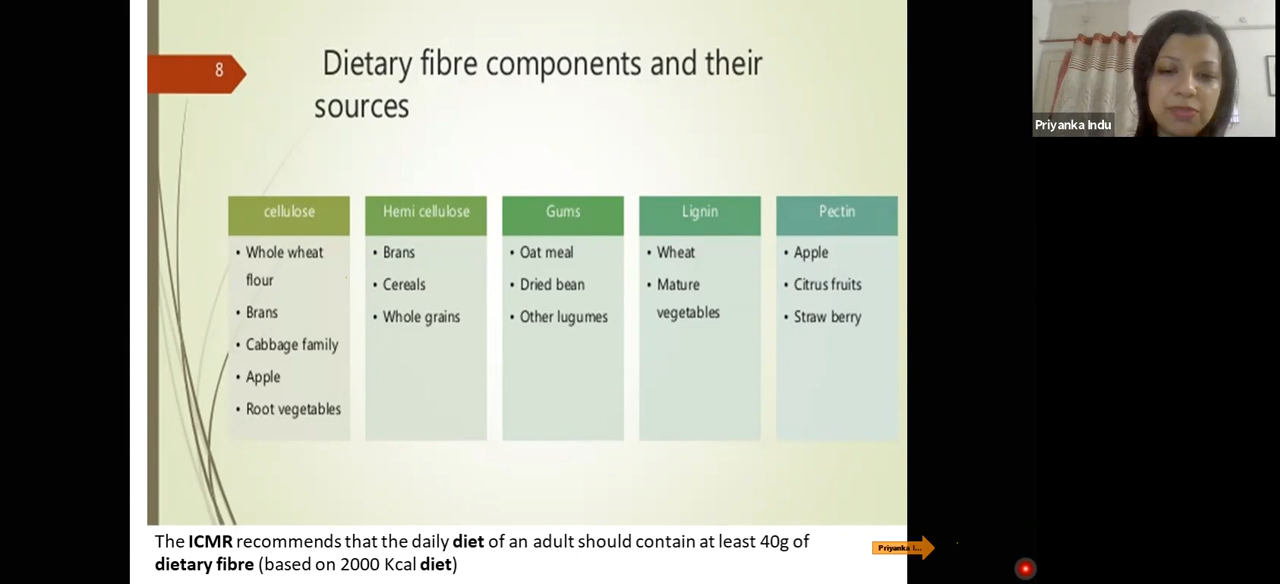 8
Dietary fibre components and their
sources
cellulose
• Whole wheat
flour
• Brans
• Cabbage family
• Apple
• Root vegetables
Hemi cellulose
• Brans
• Cereals
• Whole grains
Gums
• Oat meal
• Dried bean
• Other lugumes
Lignin
• Wheat
• Mature
vegetables
Pectin
• Apple
• Citrus fruits
• Straw berry
The ICMR recommends that the daily diet of an adult should contain at least 40g of
dietary fibre (based on 2000 Kcal diet)
Priyanka I...
Priyanka Indu